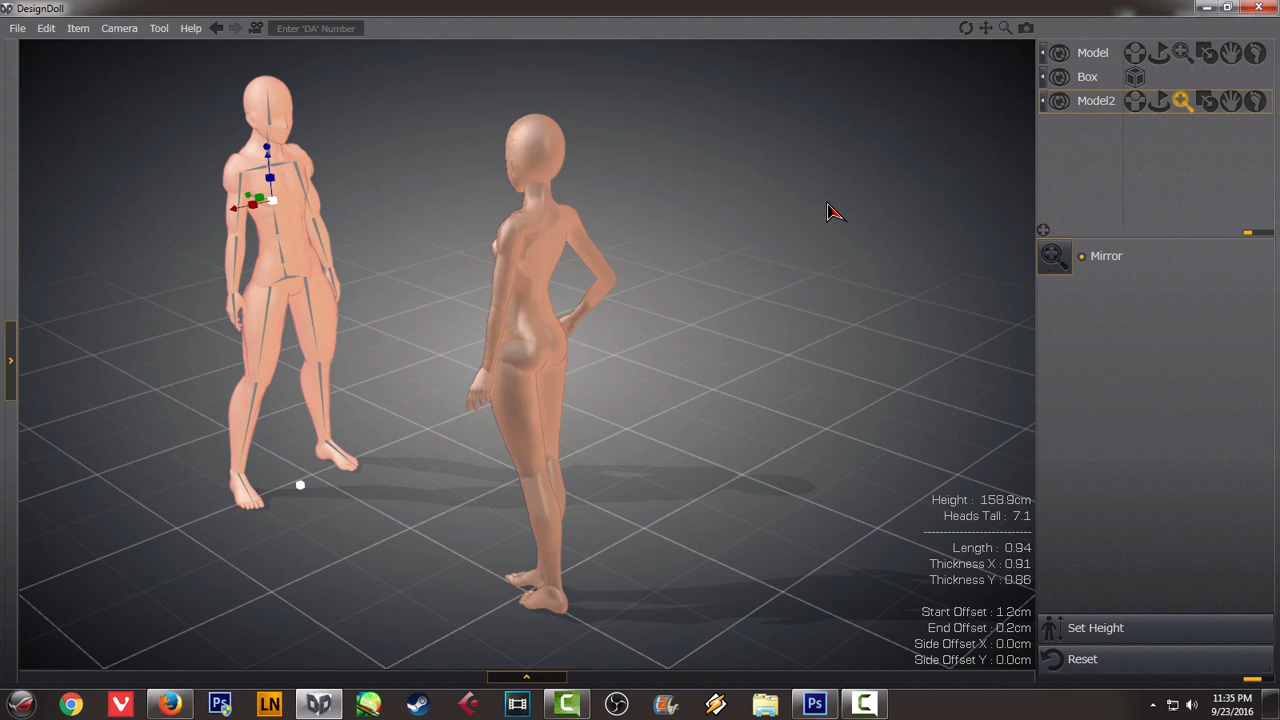 DesignDoll
File Edit Item Camera Tool Help Enter 'DA' Number
Model
Box
Model2
Mirror
Height : 158.9cm
Heads Tall : 7.1
Length : 0.94
Thickness X : 0.91
Thickness Y : 0.86
Start Offset : 1.2cm
End Offset : 0.2cm
Side Offset X : 0.0cm
Side Offset Y : 0.0cm
Set Height
Reset
Ps LN DP Ps
11:35 PM
9/23/2016